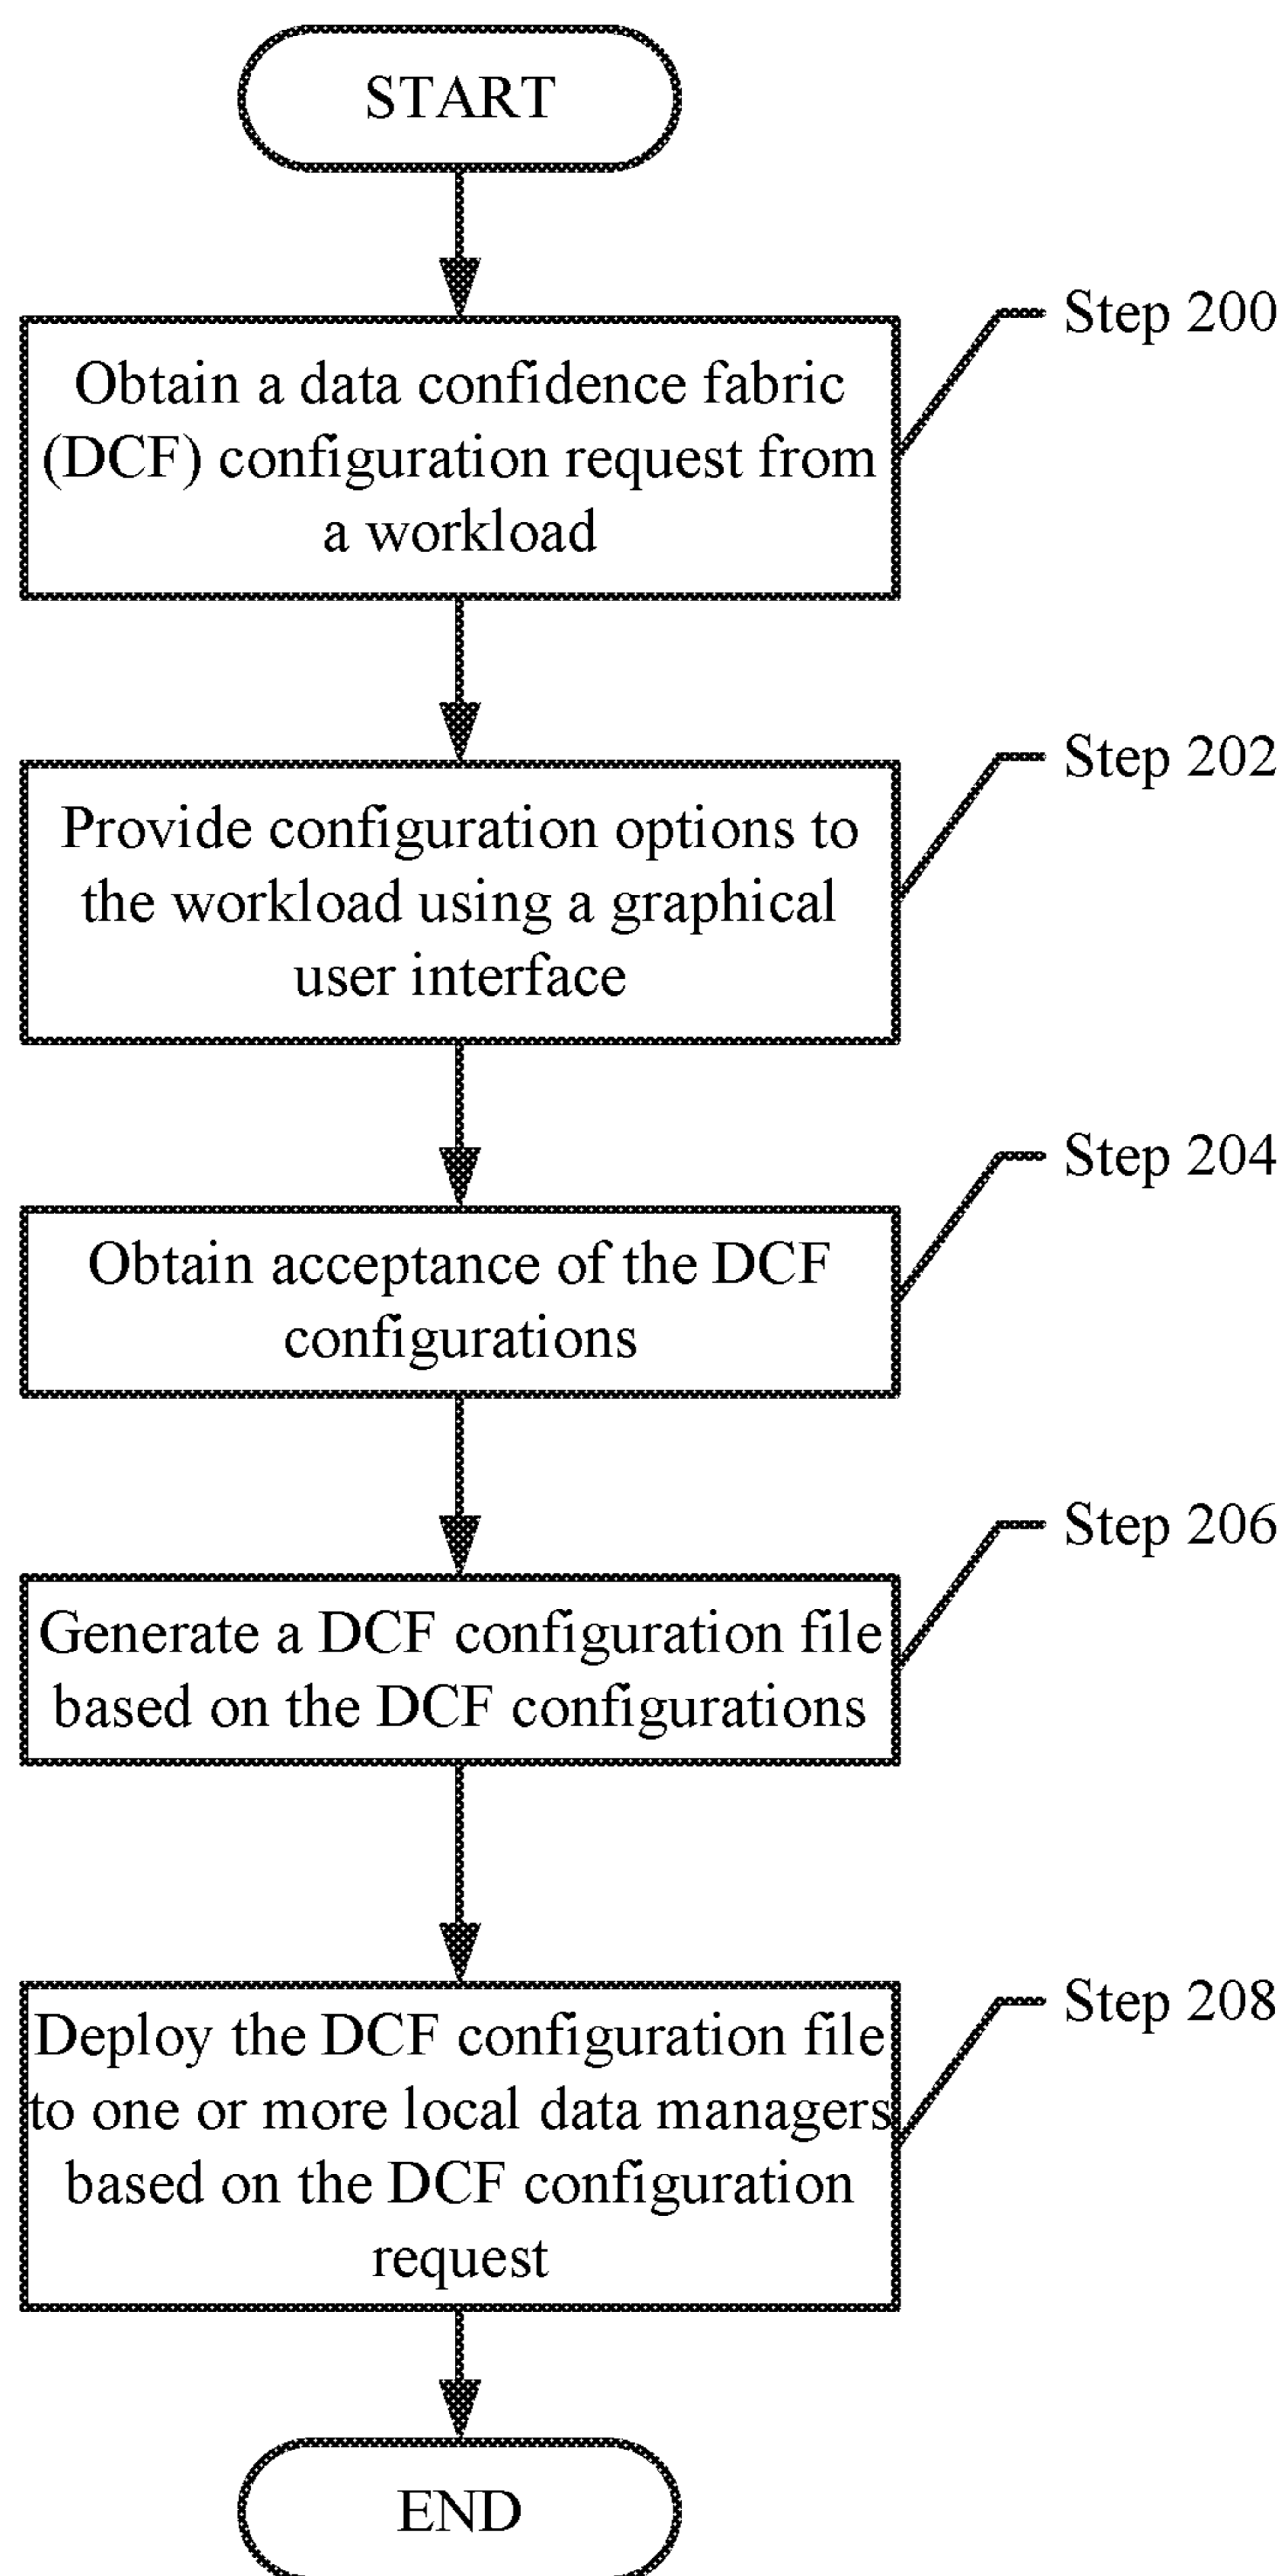 START
Step 200
Obtain a data confidence fabric
(DCF) configuration request from
a workload
Step 202
Provide configuration options to
the workload using a graphical
user interface
Step 204
Obtain acceptance of the DCF
configurations
Step 206
Generate a DCF configuration file
based on the DCF configurations
Step 208
Deploy the DCF configuration file
to one or more local data managers
based on the DCF configuration
request
END